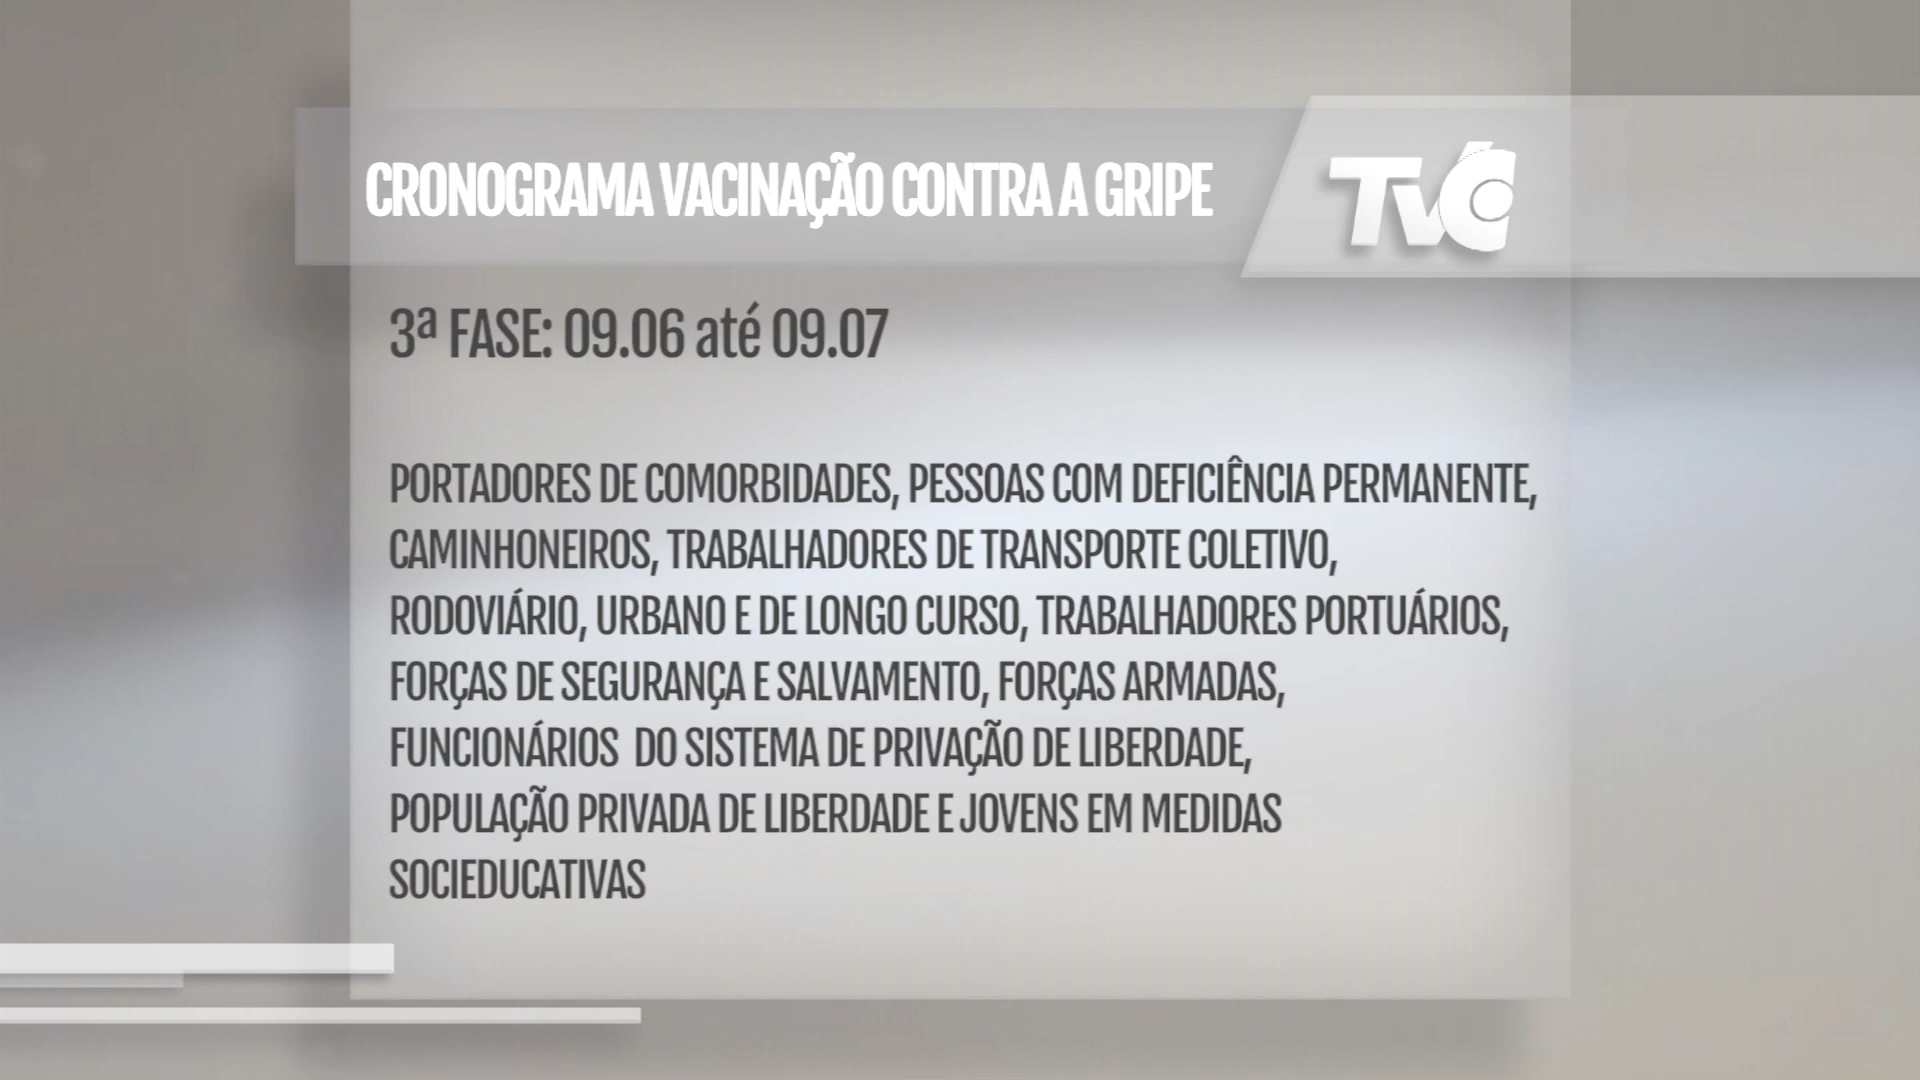 CRONOGRAMA VACINAÇÃO CONTRA A GRIPE
TVC
3ª FASE: 09.06 até 09.07
PORTADORES DE COMORBIDADES, PESSOAS COM DEFICIÊNCIA PERMANENTE,
CAMINHONEIROS, TRABALHADORES DE TRANSPORTE COLETIVO,
RODOVIÁRIO, URBANO E DE LONGO CURSO, TRABALHADORES PORTUÁRIOS,
FORÇAS DE SEGURANÇA E SALVAMENTO, FORÇAS ARMADAS,
FUNCIONÁRIOS  DO SISTEMA DE PRIVAÇÃO DE LIBERDADE,
POPULAÇÃO PRIVADA DE LIBERDADE E JOVENS EM MEDIDAS
SOCIEDUCATIVAS